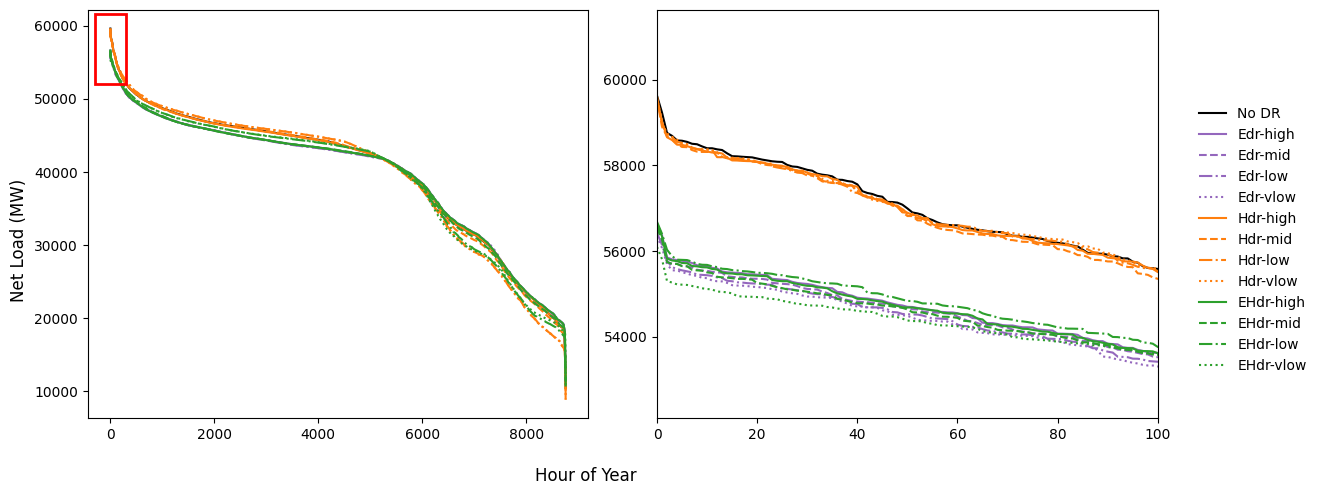 Net Load (MW)
60000
50000
40000
30000
20000
10000
0
2000
4000
6000
8000
60000
58000
56000
54000
0
20
40
60
80
100
Hour of Year
No DR
Edr-high
Edr-mid
Edr-low
Edr-vlow
Hdr-high
Hdr-mid
Hdr-low
Hdr-vlow
EHdr-high
EHdr-mid
EHdr-low
EHdr-vlow